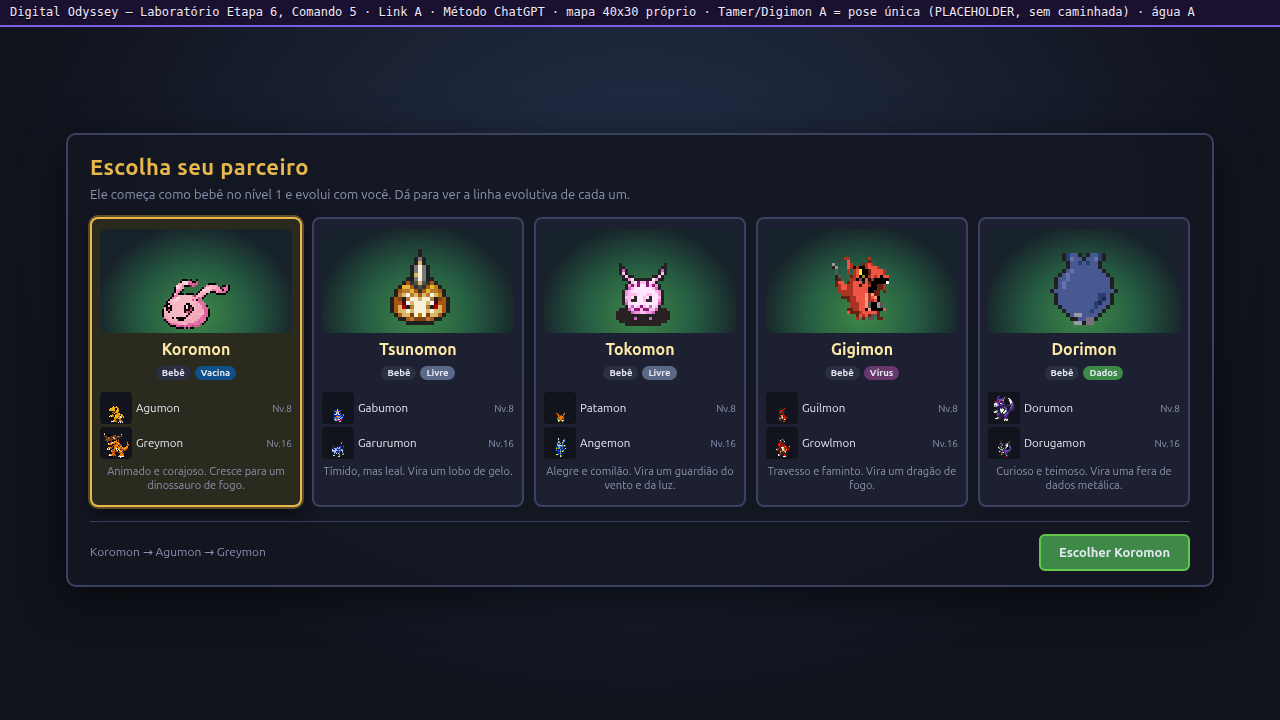 Digital Odyssey — Laboratório Etapa 6, Comando 5 · Link A · Método ChatGPT · mapa 40x30 próprio · Tamer/Digimon A = pose única (PLACEHOLDER, sem caminhada) · água A
Escolha seu parceiro
Ele começa como bebê no nível 1 e evolui com você. Dá para ver a linha evolutiva de cada um.
Koromon
Bebê Vacina
Agumon Nv.8
Greymon Nv.16
Animado e corajoso. Cresce para um
dinossauro de fogo.
Tsunomon
Bebê Livre
Gabumon Nv.8
Garurumon Nv.16
Tímido, mas leal. Vira um lobo de gelo.
Tokomon
Bebê Livre
Patamon Nv.8
Angemon Nv.16
Alegre e comilão. Vira um guardião do
vento e da luz.
Gigimon
Bebê Vírus
Guilmon Nv.8
Growlmon Nv.16
Travesso e faminto. Vira um dragão de
fogo.
Dorimon
Bebê Dados
Dorumon Nv.8
Dorugamon Nv.16
Curioso e teimoso. Vira uma fera de
dados metálica.
Koromon → Agumon → Greymon
Escolher Koromon